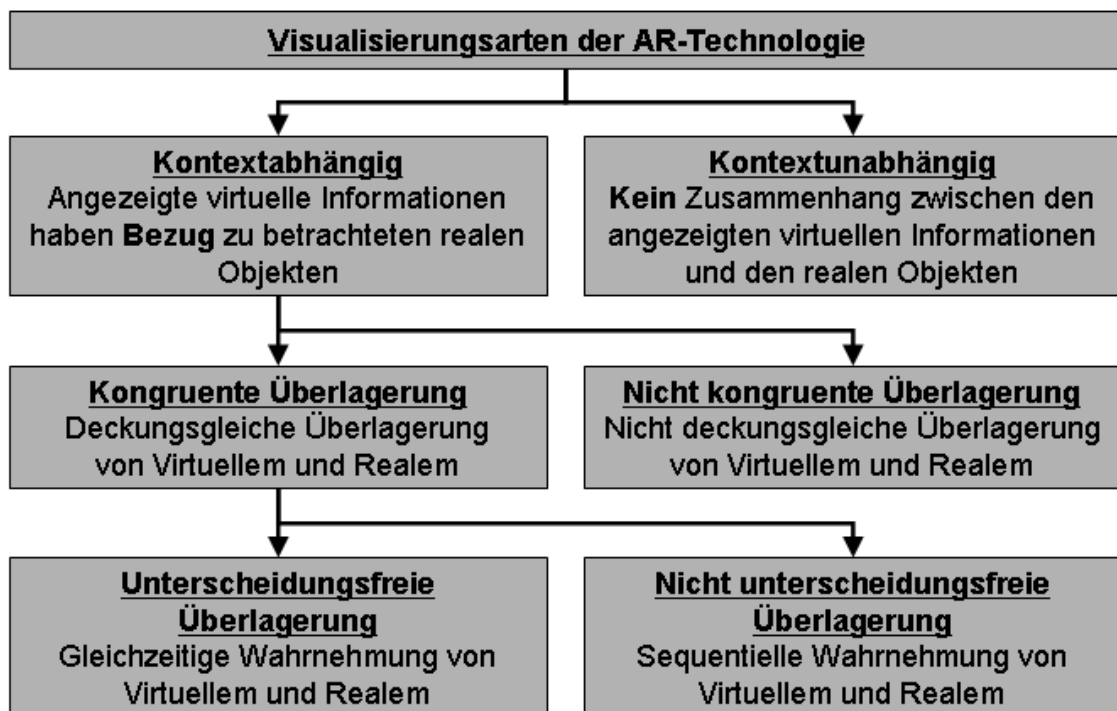 Visualisierungsarten der AR-Technologie
Kontextabhängig
Angezeigte virtuelle Informationen
haben Bezug zu betrachteten realen
Objekten
Kontextunabhängig
Kein Zusammenhang zwischen den
angezeigten virtuellen Informationen
und den realen Objekten
Kongruente Überlagerung
Deckungsgleiche Überlagerung
von Virtuellem und Realem
Nicht kongruente Überlagerung
Nicht deckungsgleiche Überlagerung
von Virtuellem und Realem
Unterscheidungsfreie
Überlagerung
Gleichzeitige Wahrnehmung von
Virtuellem und Realem
Nicht unterscheidungsfreie
Überlagerung
Sequentielle Wahrnehmung von
Virtuellem und Realem